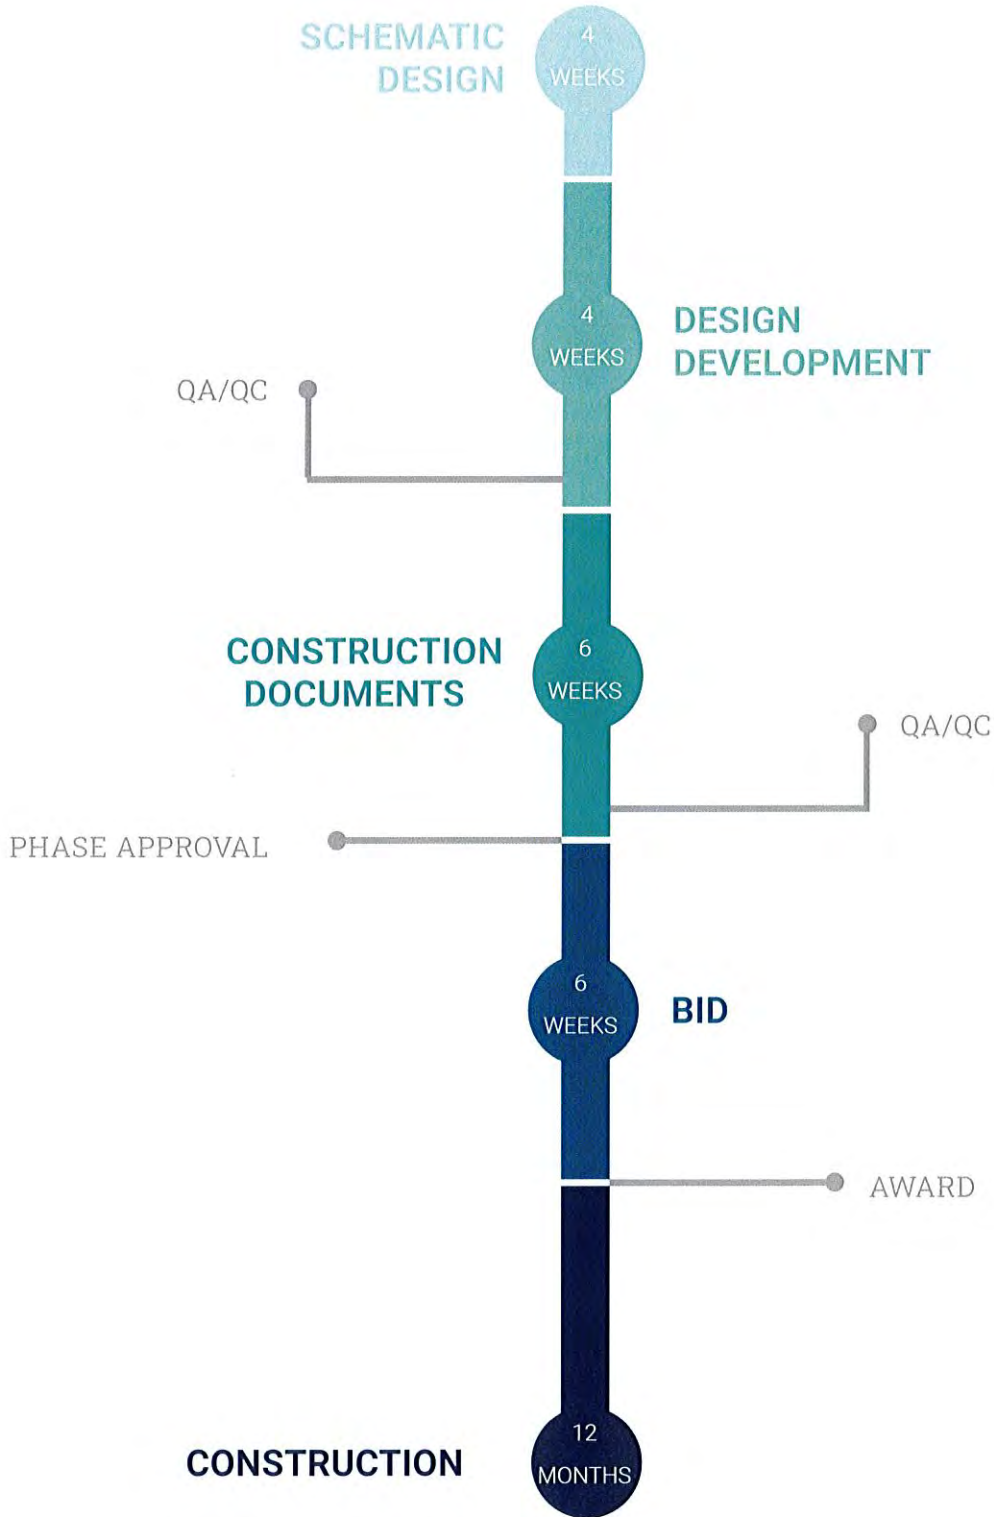 SCHEMATIC
DESIGN
4
WEEKS
4
WEEKS
DESIGN
DEVELOPMENT
QA/QC
CONSTRUCTION
DOCUMENTS
6
WEEKS
QA/QC
PHASE APPROVAL
6
WEEKS
BID
AWARD
CONSTRUCTION
12
MONTHS